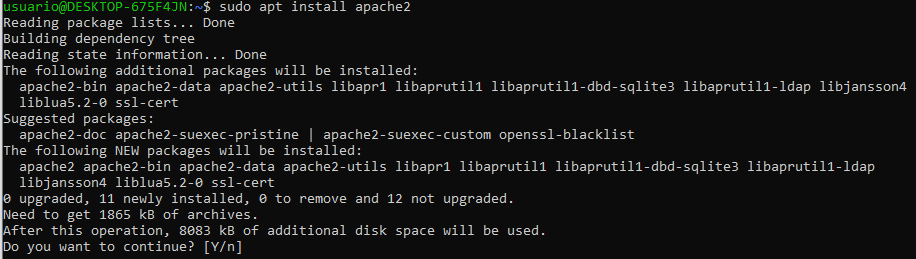 usuario@DESKTOP-675F4JN:~$ sudo apt install apache2
Reading package lists... Done
Building dependency tree
Reading state information... Done
The following additional packages will be installed:
  apache2-bin apache2-data apache2-utils libapr1 libaprutil1 libaprutil1-dbd-sqlite3 libaprutil1-ldap libjansson4
  liblua5.2-0 ssl-cert
Suggested packages:
  apache2-doc apache2-suexec-pristine | apache2-suexec-custom openssl-blacklist
The following NEW packages will be installed:
  apache2 apache2-bin apache2-data apache2-utils libapr1 libaprutil1 libaprutil1-dbd-sqlite3 libaprutil1-ldap
  libjansson4 liblua5.2-0 ssl-cert
0 upgraded, 11 newly installed, 0 to remove and 12 not upgraded.
Need to get 1865 kB of archives.
After this operation, 8083 kB of additional disk space will be used.
Do you want to continue? [Y/n]